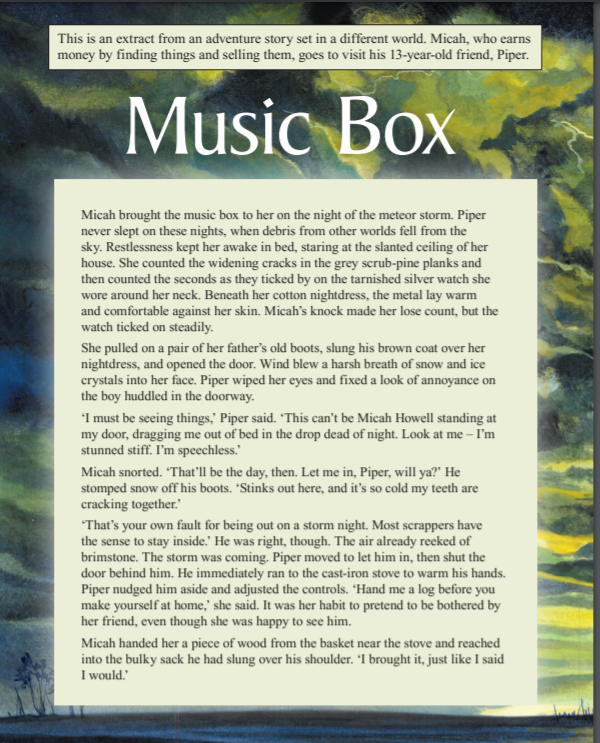 This is an extract from an adventure story set in a different world. Micah, who earns
money by finding things and selling them, goes to visit his 13-year-old friend, Piper.
Music Box
Micah brought the music box to her on the night of the meteor storm. Piper
never slept on these nights, when debris from other worlds fell from the
sky. Restlessness kept her awake in bed, staring at the slanted ceiling of her
house. She counted the widening cracks in the grey scrub-pine planks and
then counted the seconds as they ticked by on the tarnished silver watch she
wore around her neck. Beneath her cotton nightdress, the metal lay warm
and comfortable against her skin. Micah’s knock made her lose count, but the
watch ticked on steadily.
She pulled on a pair of her father’s old boots, slung his brown coat over her
nightdress, and opened the door. Wind blew a harsh breath of snow and ice
crystals into her face. Piper wiped her eyes and fixed a look of annoyance on
the boy huddled in the doorway.
‘I must be seeing things,’ Piper said. ‘This can’t be Micah Howell standing at
my door, dragging me out of bed in the drop dead of night. Look at me – I’m
stunned stiff. I’m speechless.’
Micah snorted. ‘That’ll be the day, then. Let me in, Piper, will ya?’ He
stomped snow off his boots. ‘Stinks out here, and it’s so cold my teeth are
cracking together.’
‘That’s your own fault for being out on a storm night. Most scrappers have
the sense to stay inside.’ He was right, though. The air already reeked of
brimstone. The storm was coming. Piper moved to let him in, then shut the
door behind him. He immediately ran to the cast-iron stove to warm his hands.
Piper nudged him aside and adjusted the controls. ‘Hand me a log before you
make yourself at home,’ she said. It was her habit to pretend to be bothered by
her friend, even though she was happy to see him.
Micah handed her a piece of wood from the basket near the stove and reached
into the bulky sack he had slung over his shoulder. ‘I brought it, just like I said
I would.’